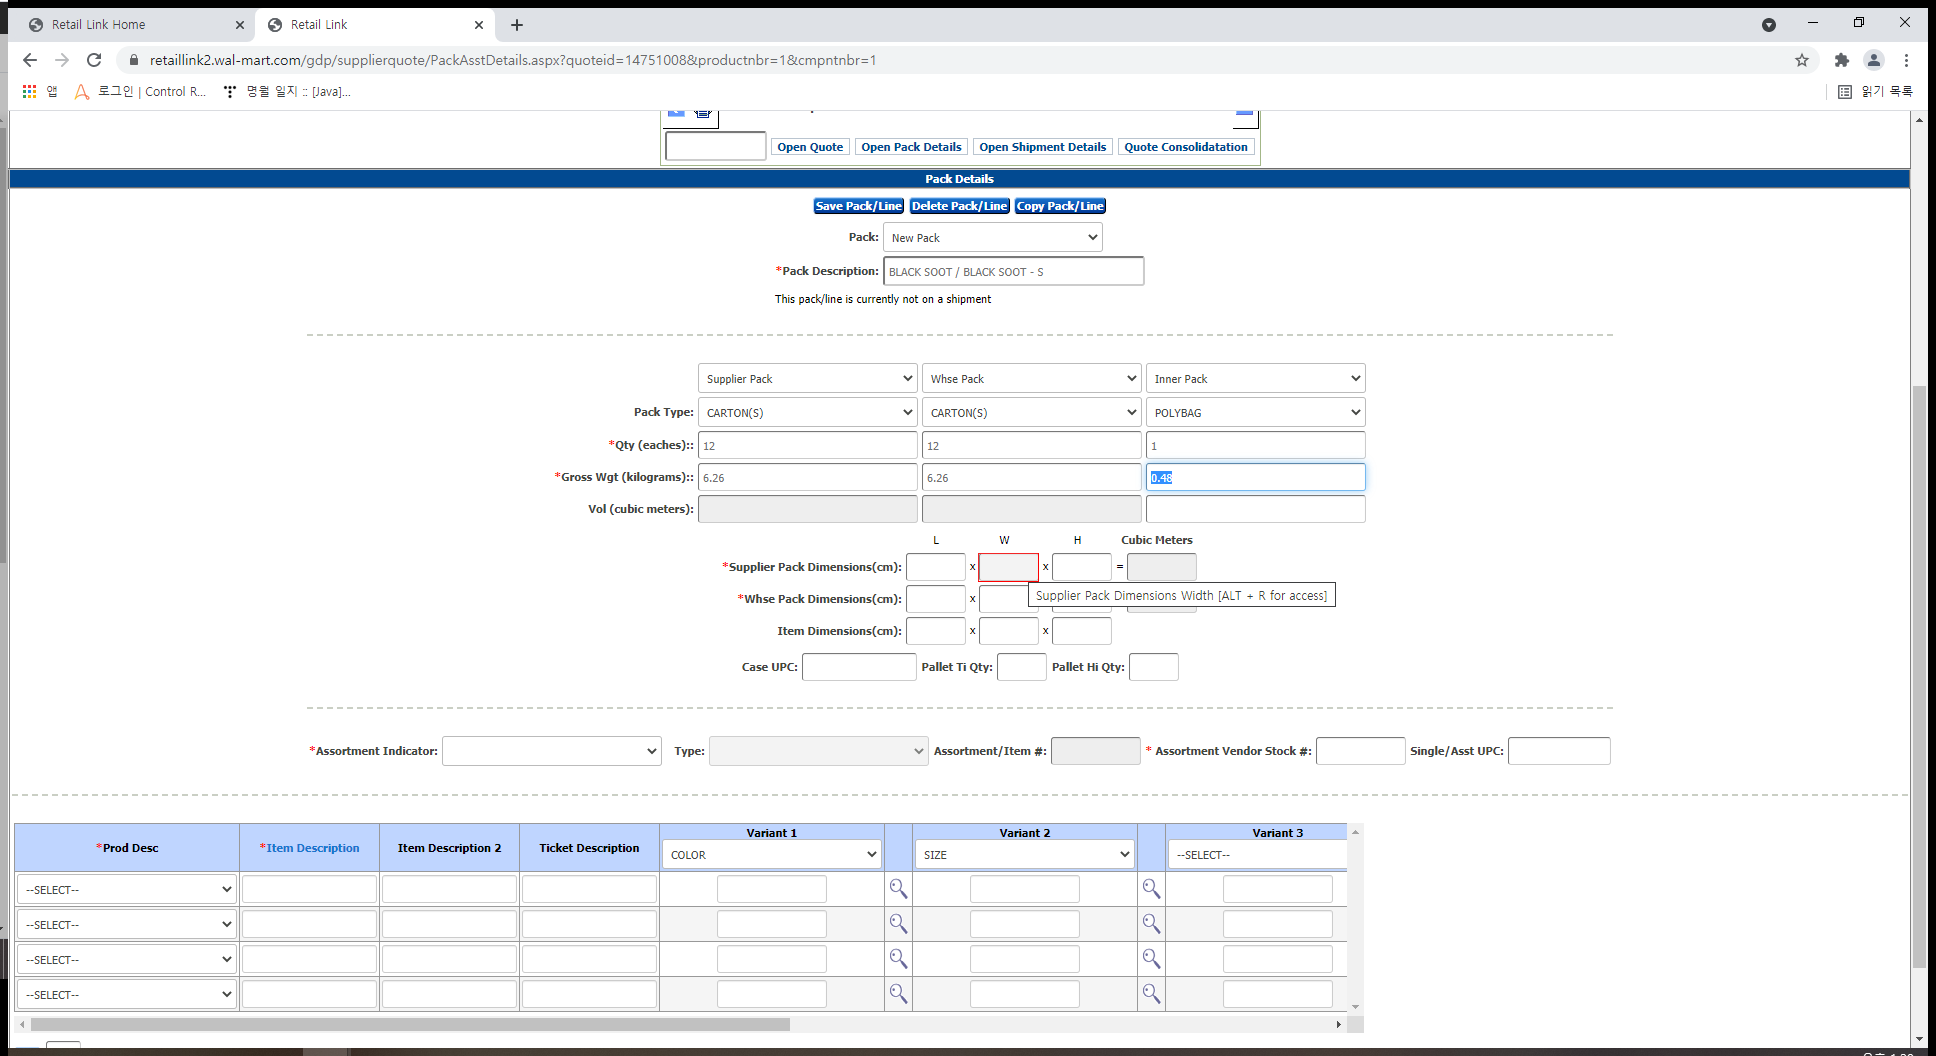 Retail Link Home
Retail Link
retaillink2.wal-mart.com/gdp/supplierquote/PackAsstDetails.aspx?quoteid=14751008&productnbr=1&cmpntnbr=1
앱 로그인 | Control R... 명월 일지 :: [Java]... 읽기 목록
Open Quote Open Pack Details Open Shipment Details Quote Consolidatation
Pack Details
Save Pack/Line Delete Pack/Line Copy Pack/Line
Pack: New Pack
*Pack Description: BLACK SOOT / BLACK SOOT - S
This pack/line is currently not on a shipment
Supplier Pack Whse Pack Inner Pack
Pack Type: CARTON(S) CARTON(S) POLYBAG
*Qty (eaches):: 12 12 1
*Gross Wgt (kilograms):: 6.26 6.26 0.48
Vol (cubic meters):
L W H Cubic Meters
*Supplier Pack Dimensions(cm): x x =
Supplier Pack Dimensions Width [ALT + R for access]
*Whse Pack Dimensions(cm): x
Item Dimensions(cm): x x
Case UPC: Pallet Ti Qty: Pallet Hi Qty:
*Assortment Indicator: Type: Assortment/Item #: * Assortment Vendor Stock #: Single/Asst UPC:
*Prod Desc *Item Description Item Description 2 Ticket Description Variant 1 Variant 2 Variant 3
COLOR SIZE --SELECT--
--SELECT--
--SELECT--
--SELECT--
--SELECT--